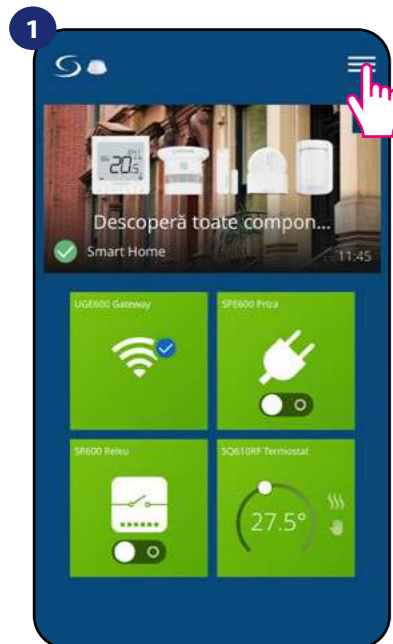 1
Descoperă toate compon...
Smart Home
11:45
UGE600 Gateway
SPE600 Priza
SR600 Releu
SQ610RF Termostat
27.5°